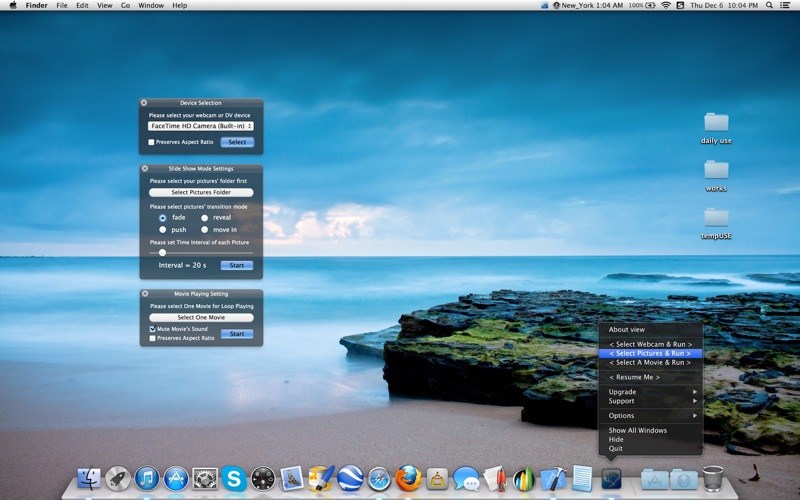 Finder File Edit View Go Window Help
New_York 1:04 AM 100% Thu Dec 6 10:04 PM
Device Selection
Please select your webcam or DV device
FaceTime HD Camera (Built-in)
Preserves Aspect Ratio Select
Slide Show Mode Settings
Please select your pictures' folder first
Select Pictures Folder
Please select pictures' transition mode
fade reveal
push move in
Please set Time Interval of each Picture
Interval = 20 s Start
Movie Playing Setting
Please select One Movie for Loop Playing
Select One Movie
Mute Movie's Sound
Preserves Aspect Ratio
Start
daily use
works
tempUSE
About view
< Select Webcam & Run >
< Select Pictures & Run >
< Select A Movie & Run >
< Resume Me >
Upgrade
Support
Options
Show All Windows
Hide
Quit